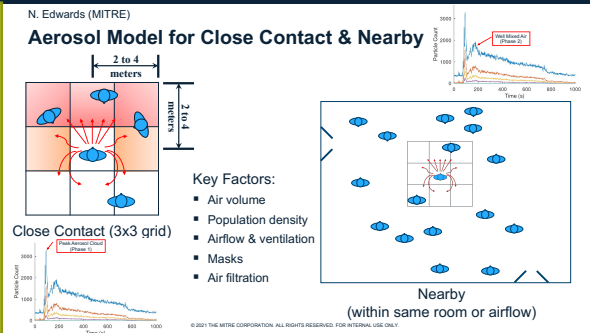 N. Edwards (MITRE)
Aerosol Model for Close Contact & Nearby
2 to 4
meters
2 to 4
meters
Close Contact (3x3 grid)
Particle Count
3000
2000
1000
0
0
200
400
600
800
1000
Time (s)
Peak Aerosol Cloud
(Phase 1)
Key Factors:
▪ Air volume
▪ Population density
▪ Airflow & ventilation
▪ Masks
▪ Air filtration
Particle Count
3000
2000
1000
0
0
200
400
600
800
1000
Time (s)
Well Mixed Air
(Phase 2)
Nearby
(within same room or airflow)
© 2021 THE MITRE CORPORATION. ALL RIGHTS RESERVED. FOR INTERNAL USE ONLY.